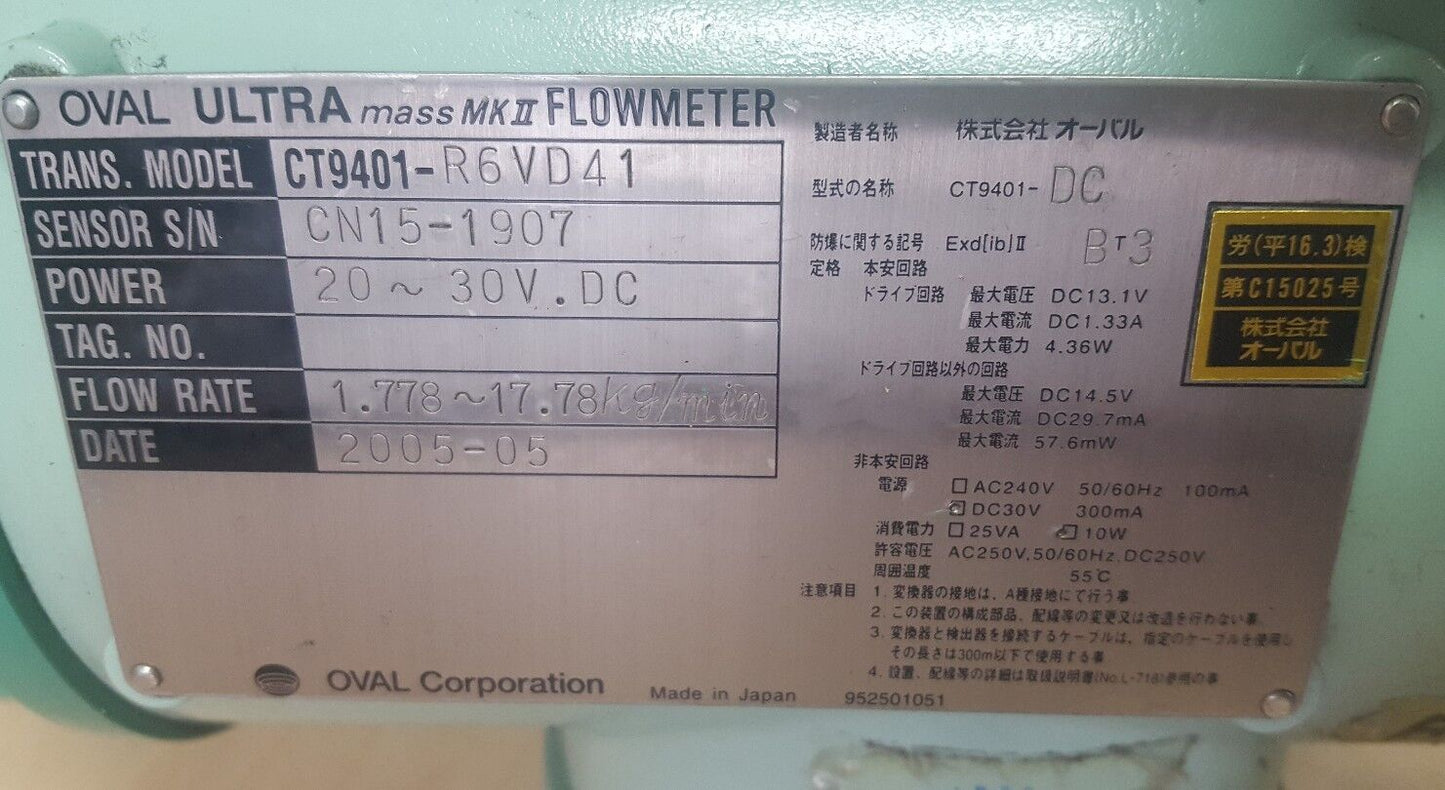 OVAL ULTRA mass MKⅡ FLOWMETER
TRANS. MODEL CT9401-R6VD41
SENSOR S/N CN15-1907
POWER 20~30V.DC
TAG. NO.
FLOW RATE 1.778~17.78kg/min
DATE 2005-05
OVAL Corporation
Made in Japan
952501051
製造者名称 株式会社 オーバル
型式の名称 CT9401-DC
防爆に関する記号 Exd[ib]Ⅱ BT3
定格 本安回路
ドライブ回路 最大電圧 DC13.1V
最大電流 DC1.33A
最大電力 4.36W
ドライブ回路以外の回路
最大電圧 DC14.5V
最大電流 DC29.7mA
最大電流 57.6mW
非本安回路
電源 □AC240V 50/60Hz 100mA
☑DC30V 300mA
消費電力 □25VA ☑10W
許容電圧 AC250V,50/60Hz,DC250V
周囲温度 55℃
注意項目 1. 変換器の接地は、A種接地にて行う事
2. この装置の構成部品、配線等の変更又は改造を行わない事
3. 変換器と検出器を接続するケーブルは、指定のケーブルを使用し
その長さは300m以下で使用する事
4. 設置、配線等の詳細は取扱説明書(No.L-718)参照の事
労(平16.3)検
第C15025号
株式会社
オーバル